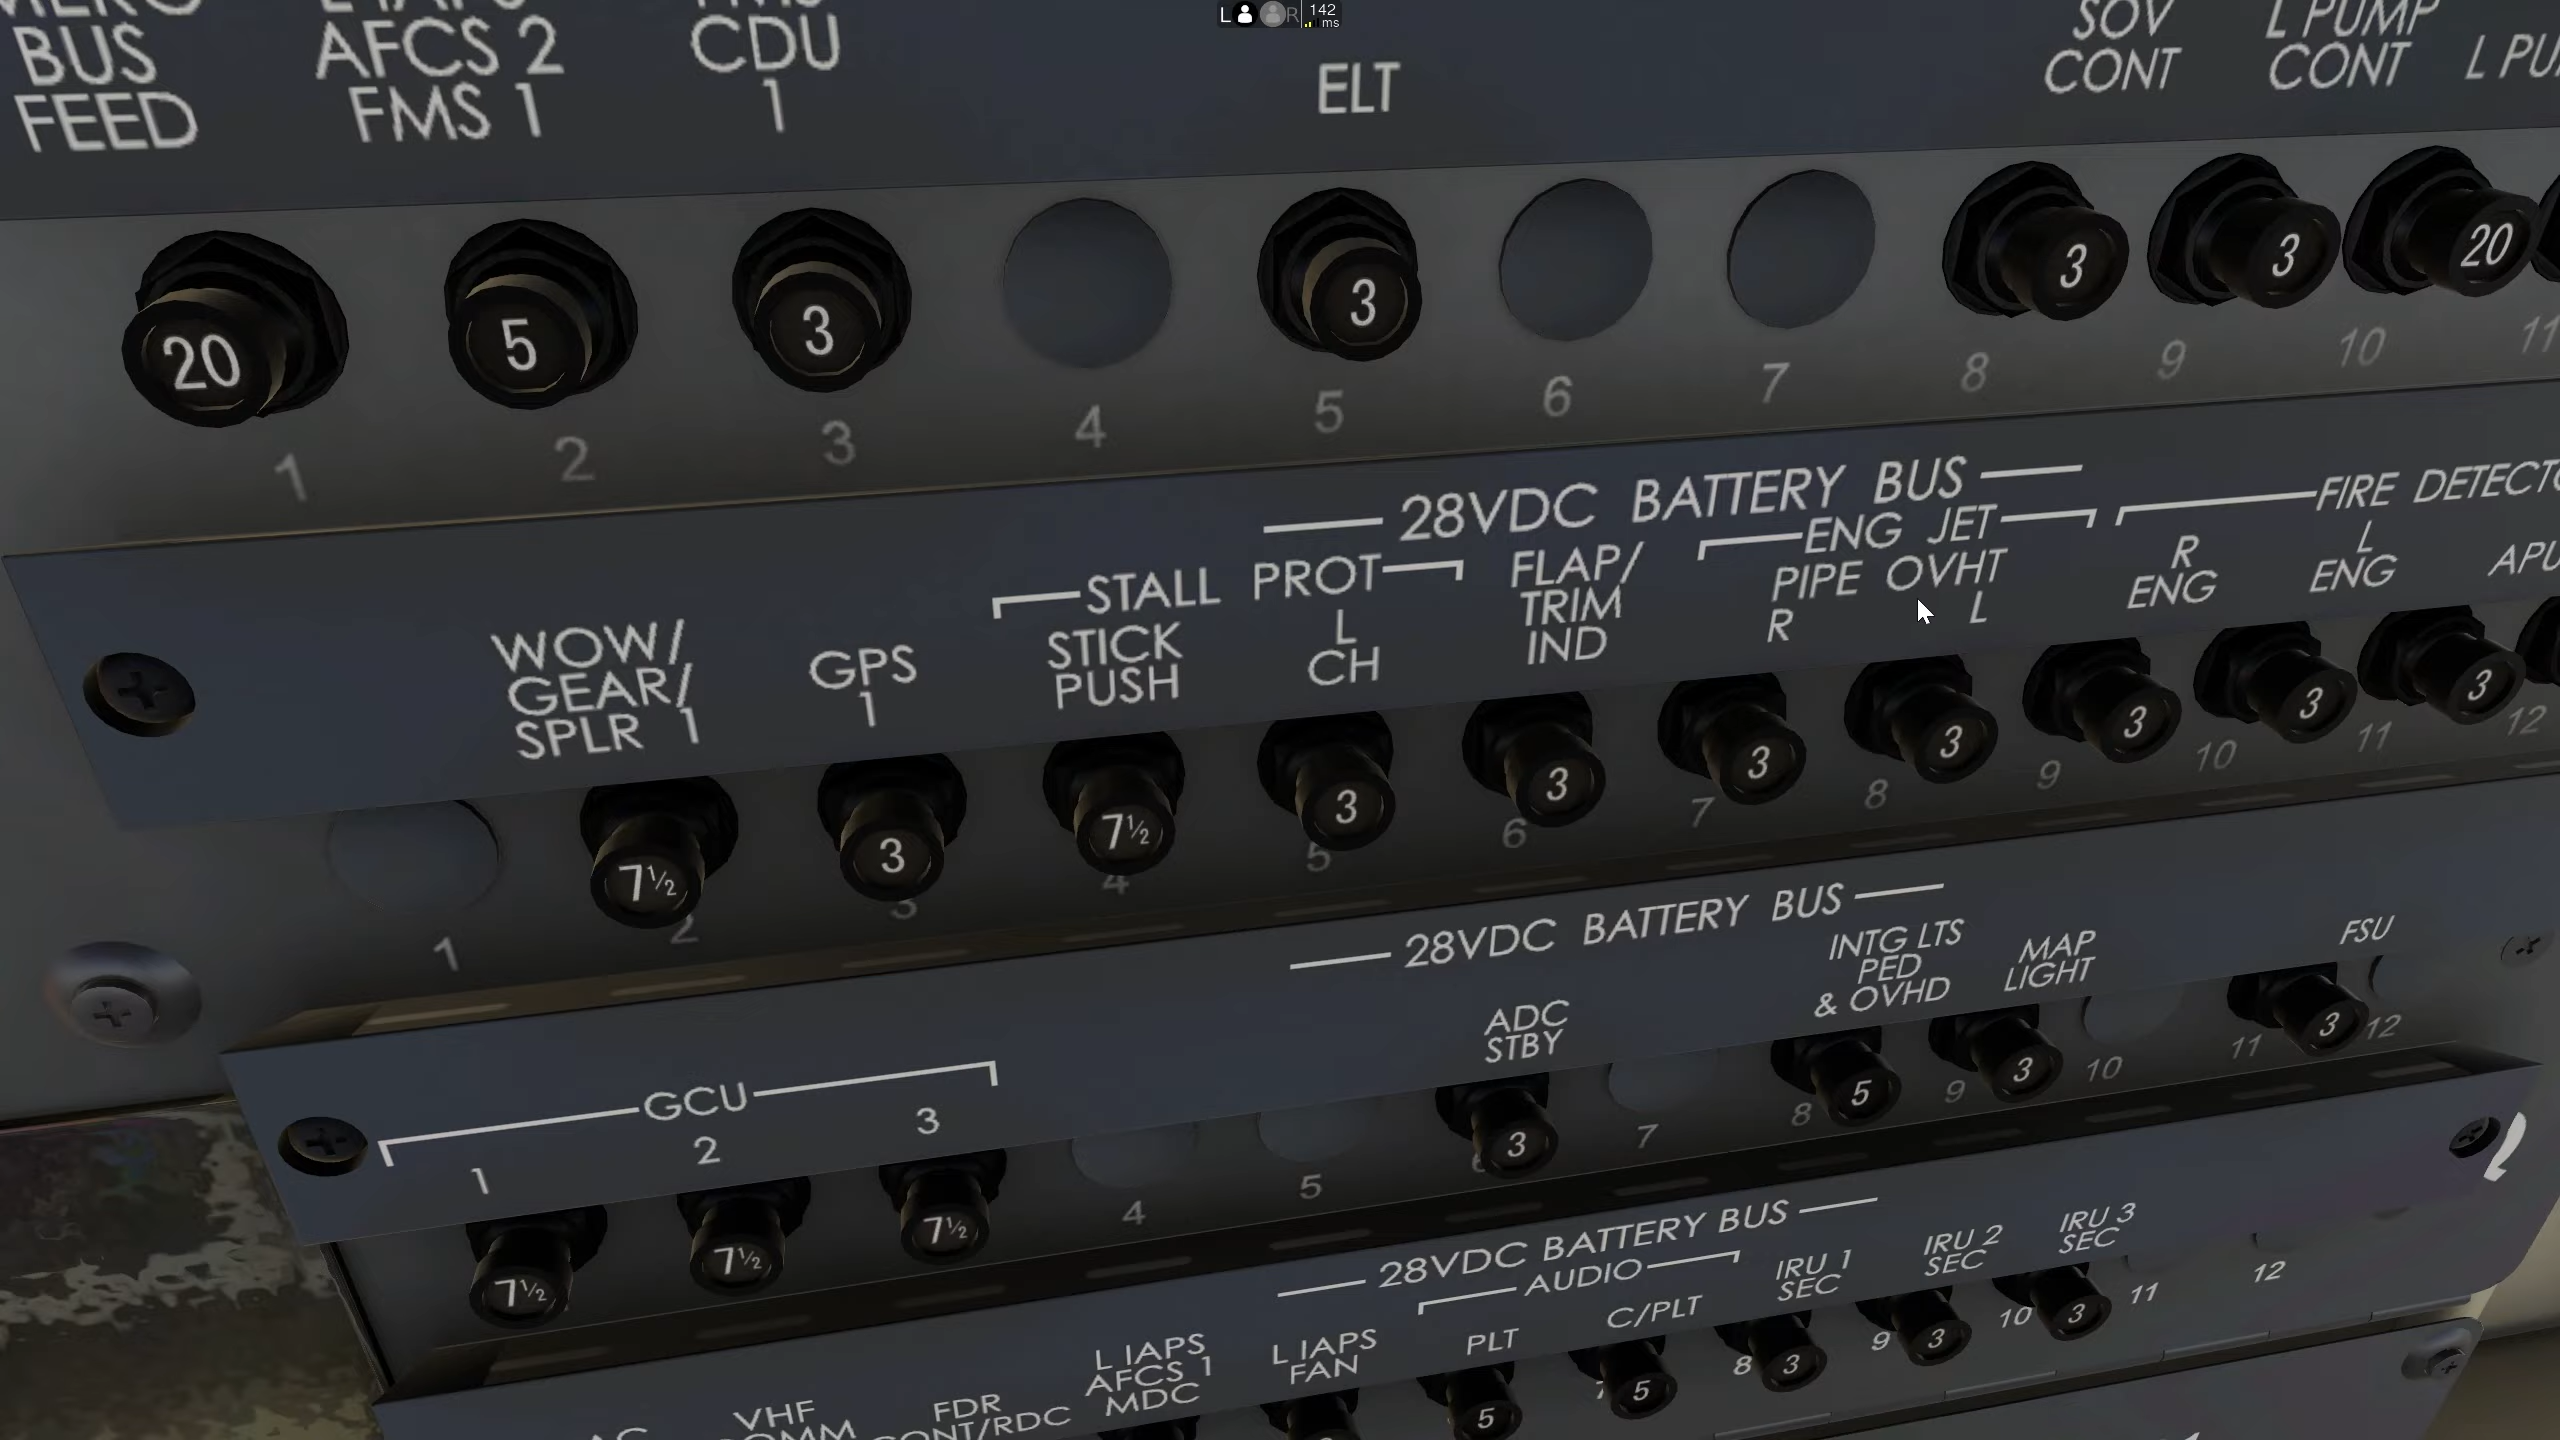 L R 142
ms
BUS
FEED
AFCS 2
FMS 1
CDU
1
ELT
SOV
CONT
L PUMP
CONT
20 5 3 3 3 3 20
1 2 3 4 5 6 7 8 9 10 11
28VDC BATTERY BUS
WOW/
GEAR/
SPLR 1
GPS
1
STALL PROT
STICK
PUSH
L
CH
FLAP/
TRIM
IND
ENG JET
PIPE OVHT
R L
FIRE
R
ENG
L
ENG
APU
7½ 3 7½ 3 3 3 3 3 3 3
1 2 3 4 5 6 7 8 9 10 11 12
28VDC BATTERY BUS
GCU
1 2 3
ADC
STBY
INTG LTS
PED
& OVHD
MAP
LIGHT
FSU
7½ 7½ 7½ 3 5 3 3
4 5 6 7 8 9 10 11 12
28VDC BATTERY BUS
VHF
FDR
L IAPS
AFCS 1
MDC
L IAPS
FAN
AUDIO
PLT
C/PLT
IRU 1
SEC
IRU 2
SEC
IRU 3
SEC
5 5 3 3 3
7 8 9 10 11 12